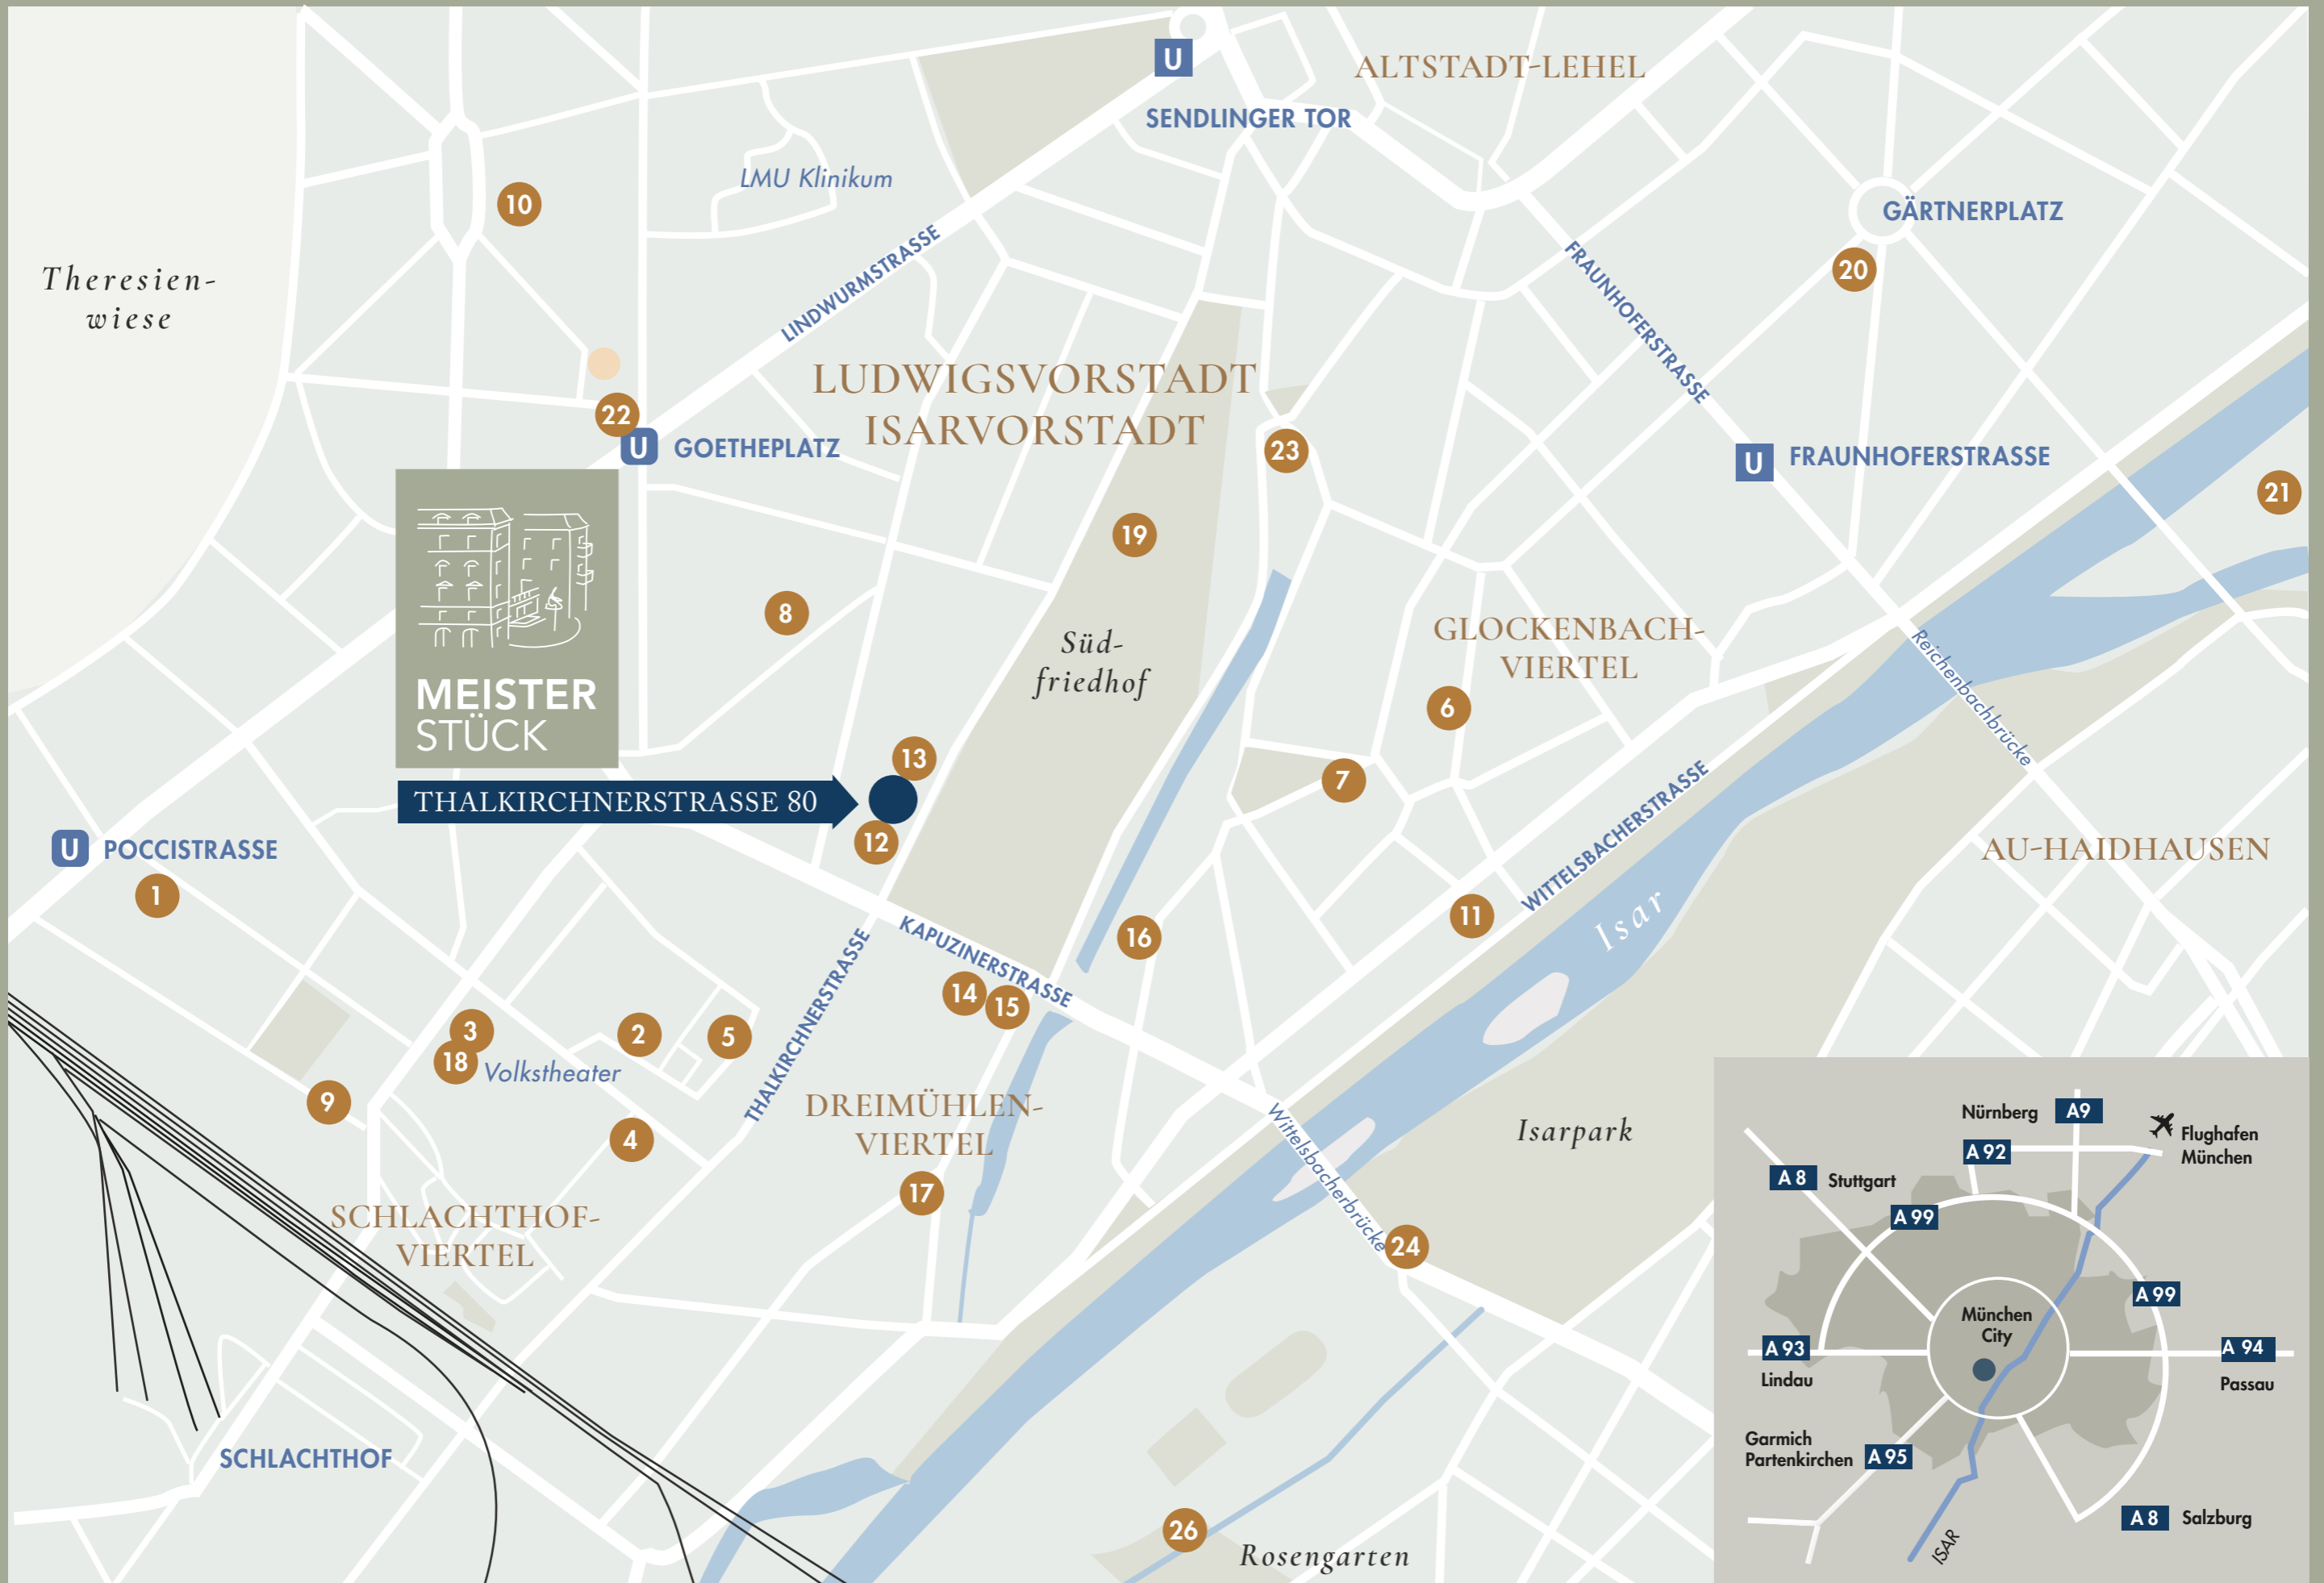 U
SENDLINGER TOR
ALTSTADT-LEHEL
LMU Klinikum
10
GÄRTNERPLATZ
20
LINDWURMSTRASSE
FRAUNHOFERSTRASSE
Theresien-
wiese
LUDWIGSVORSTADT
ISARVORSTADT
22
U
GOETHEPLATZ
23
U
FRAUNHOFERSTRASSE
21
19
8
MEISTER
STÜCK
Süd-
friedhof
GLOCKENBACH-
VIERTEL
6
Reichenbachbrücke
13
7
THALKIRCHNERSTRASSE 80
12
WITTELSBACHERSTRASSE
U
POCCISTRASSE
1
AU-HAIDHAUSEN
11
Isar
KAPUZINERSTRASSE
16
THALKIRCHNERSTRASSE
14
15
3
2
5
18
Volkstheater
9
4
DREIMÜHLEN-
VIERTEL
Wittelsbacherbrücke
Isarpark
17
24
SCHLACHTHOF-
VIERTEL
SCHLACHTHOF
26
Rosengarten
Nürnberg
A9
Flughafen
München
A 92
A 8
Stuttgart
A 99
A 99
München
City
A 93
Lindau
A 94
Passau
Garmich
Partenkirchen
A 95
A 8
Salzburg
ISAR